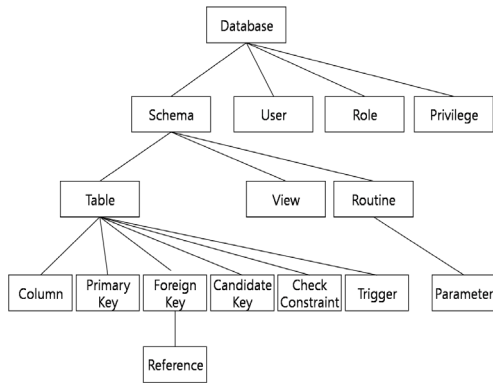 Database
Schema
User
Role
Privilege
Table
View
Routine
Column
Primary
Key
Foreign
Key
Candidate
Key
Check
Constraint
Trigger
Parameter
Reference